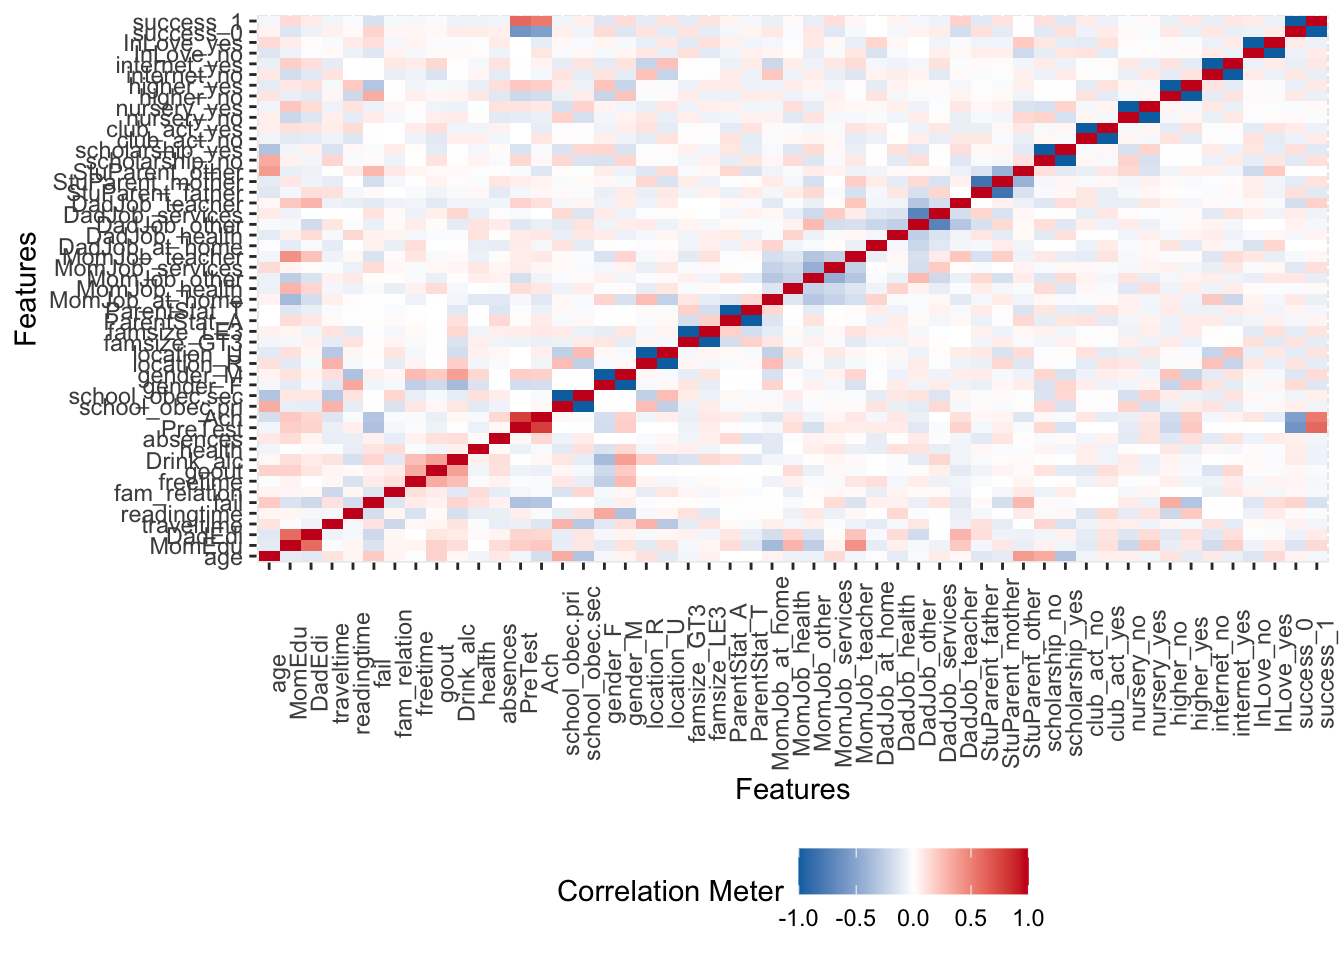 success_1
success_0
InLove_yes
InLove_no
internet_yes
internet_no
higher_yes
higher_no
nursery_yes
nursery_no
club_act_yes
club_act_no
scholarship_yes
scholarship_no
StuParent_other
StuParent_mother
StuParent_father
DadJob_teacher
DadJob_services
DadJob_other
DadJob_health
DadJob_at_home
MomJob_teacher
MomJob_services
MomJob_other
MomJob_health
MomJob_at_home
ParentStat_T
ParentStat_A
famsize_LE3
famsize_GT3
location_U
location_R
gender_M
gender_F
school_obec.sec
school_obec.pri
Ach
PreTest
absences
health
Drink_alc
goout
freetime
fam_relation
fail
readingtime
traveltime
DadEdi
MomEdu
age
Features
age
MomEdu
DadEdi
traveltime
readingtime
fail
fam_relation
freetime
goout
Drink_alc
health
absences
PreTest
Ach
school_obec.pri
school_obec.sec
gender_F
gender_M
location_R
location_U
famsize_GT3
famsize_LE3
ParentStat_A
ParentStat_T
MomJob_at_home
MomJob_health
MomJob_other
MomJob_services
MomJob_teacher
DadJob_at_home
DadJob_health
DadJob_other
DadJob_services
DadJob_teacher
StuParent_father
StuParent_mother
StuParent_other
scholarship_no
scholarship_yes
club_act_no
club_act_yes
nursery_no
nursery_yes
higher_no
higher_yes
internet_no
internet_yes
InLove_no
InLove_yes
success_0
success_1
Features
Correlation Meter
-1.0 -0.5 0.0 0.5 1.0